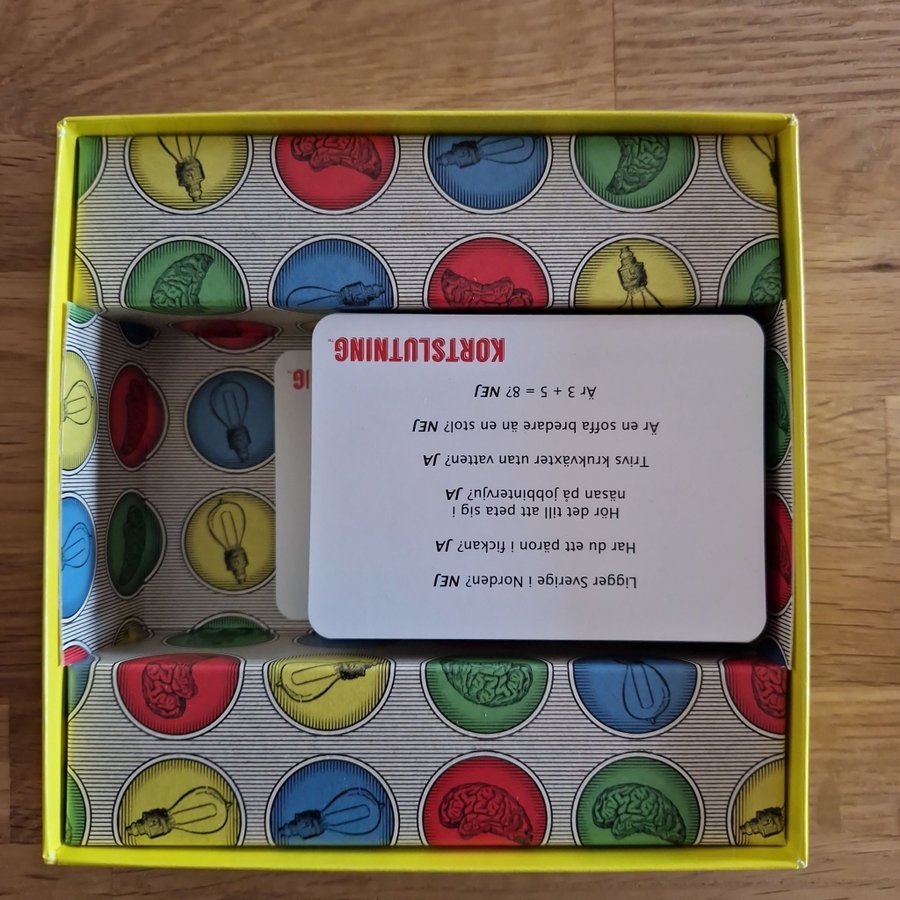 Ligger Sverige i Norden? NEJ
Har du ett päron i fickan? JA
Hör det till att peta sig i
näsan på jobbintervju? JA
Trivs krukväxter utan vatten? JA
Är en soffa bredare än en stol? NEJ
Är 3 + 5 = 8? NEJ
KORTSLUTNING™